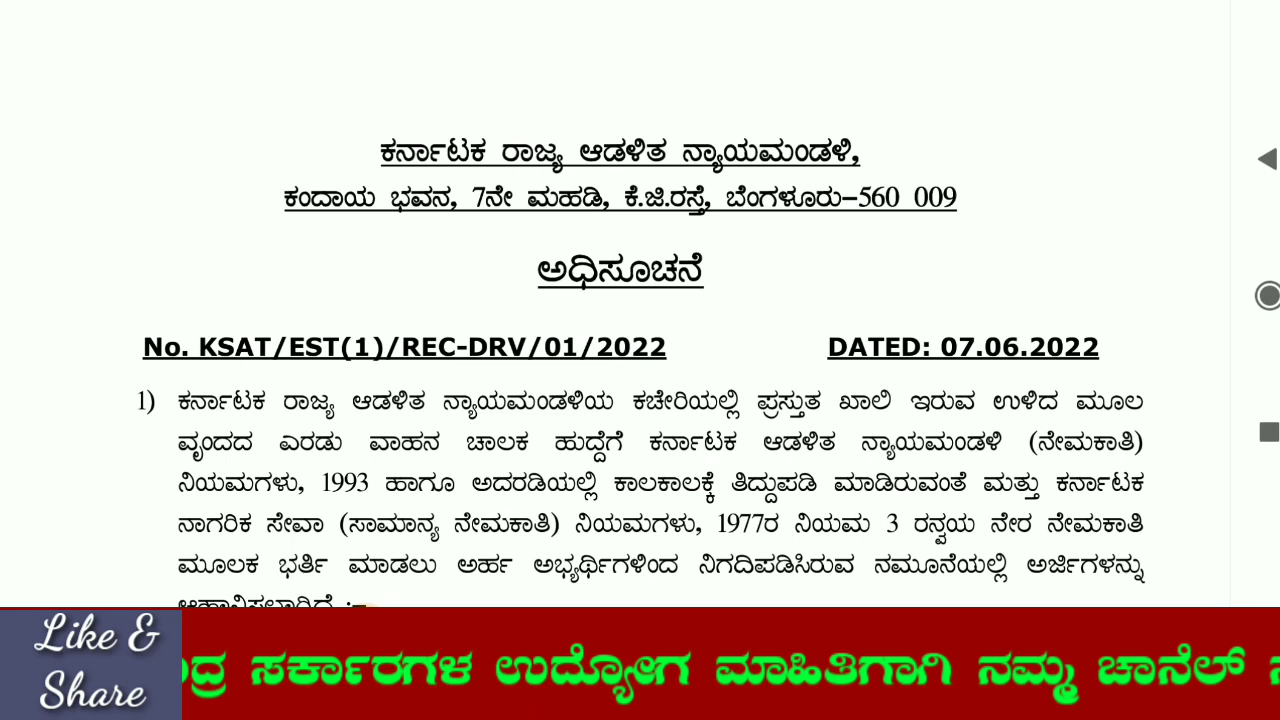 ಕರ್ನಾಟಕ ರಾಜ್ಯ ಆಡಳಿತ ನ್ಯಾಯಮಂಡಳಿ,
ಕಂದಾಯ ಭವನ, 7ನೇ ಮಹಡಿ, ಕೆ.ಜಿ.ರಸ್ತೆ, ಬೆಂಗಳೂರು–560 009
ಅಧಿಸೂಚನೆ
No. KSAT/EST(1)/REC-DRV/01/2022 DATED: 07.06.2022
1) ಕರ್ನಾಟಕ ರಾಜ್ಯ ಆಡಳಿತ ನ್ಯಾಯಮಂಡಳಿಯ ಕಚೇರಿಯಲ್ಲಿ ಪ್ರಸ್ತುತ ಖಾಲಿ ಇರುವ ಉಳಿದ ಮೂಲ
ವೃಂದದ ಎರಡು ವಾಹನ ಚಾಲಕ ಹುದ್ದೆಗೆ ಕರ್ನಾಟಕ ಆಡಳಿತ ನ್ಯಾಯಮಂಡಳಿ (ನೇಮಕಾತಿ)
ನಿಯಮಗಳು, 1993 ಹಾಗೂ ಅದರಡಿಯಲ್ಲಿ ಕಾಲಕಾಲಕ್ಕೆ ತಿದ್ದುಪಡಿ ಮಾಡಿರುವಂತೆ ಮತ್ತು ಕರ್ನಾಟಕ
ನಾಗರಿಕ ಸೇವಾ (ಸಾಮಾನ್ಯ ನೇಮಕಾತಿ) ನಿಯಮಗಳು, 1977ರ ನಿಯಮ 3 ರನ್ವಯ ನೇರ ನೇಮಕಾತಿ
ಮೂಲಕ ಭರ್ತಿ ಮಾಡಲು ಅರ್ಹ ಅಭ್ಯರ್ಥಿಗಳಿಂದ ನಿಗದಿಪಡಿಸಿರುವ ನಮೂನೆಯಲ್ಲಿ ಅರ್ಜಿಗಳನ್ನು
ಆಹ್ವಾನಿಸಲಾಗಿದೆ :–
Like &
Share
ಸರ್ಕಾರಗಳ ಉದ್ಯೋಗ ಮಾಹಿತಿಗಾಗಿ ನಮ್ಮ ಚಾನೆಲ್